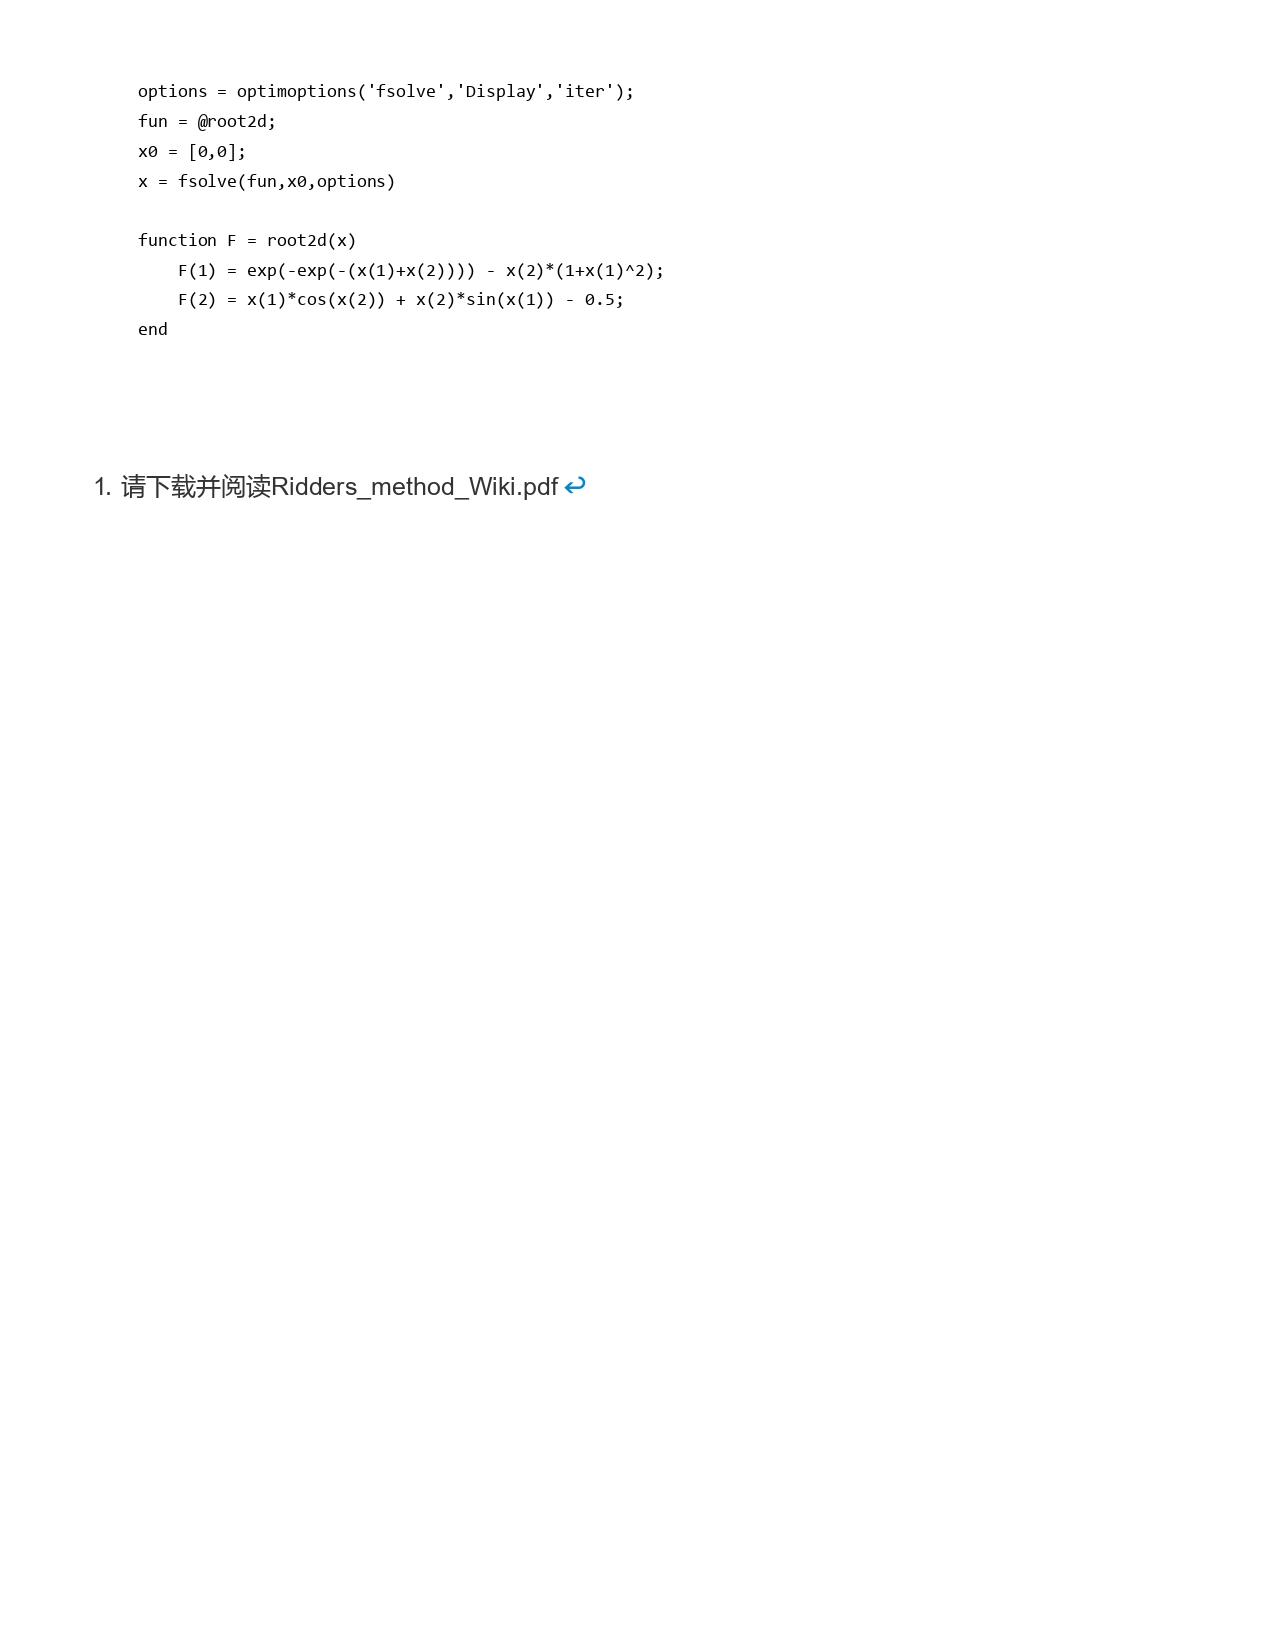 options = optimoptions('fsolve','Display','iter');
fun = @root2d;
x0 = [0,0];
x = fsolve(fun,x0,options)
function F = root2d(x)
    F(1) = exp(-exp(-(x(1)+x(2)))) - x(2)*(1+x(1)^2);
    F(2) = x(1)*cos(x(2)) + x(2)*sin(x(1)) - 0.5;
end
1. 请下载并阅读Ridders_method_Wiki.pdf ↩